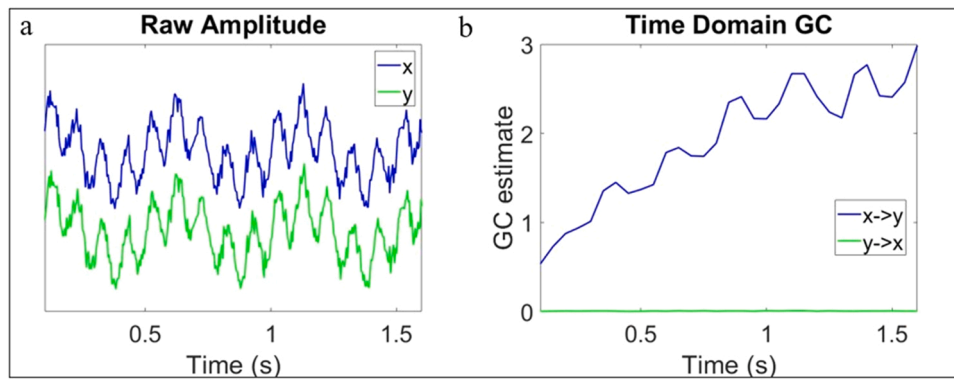 a
Raw Amplitude
x
y
0.5 1 1.5
Time (s)
b
Time Domain GC
GC estimate
3
2
1
0
x->y
y->x
0.5 1 1.5
Time (s)